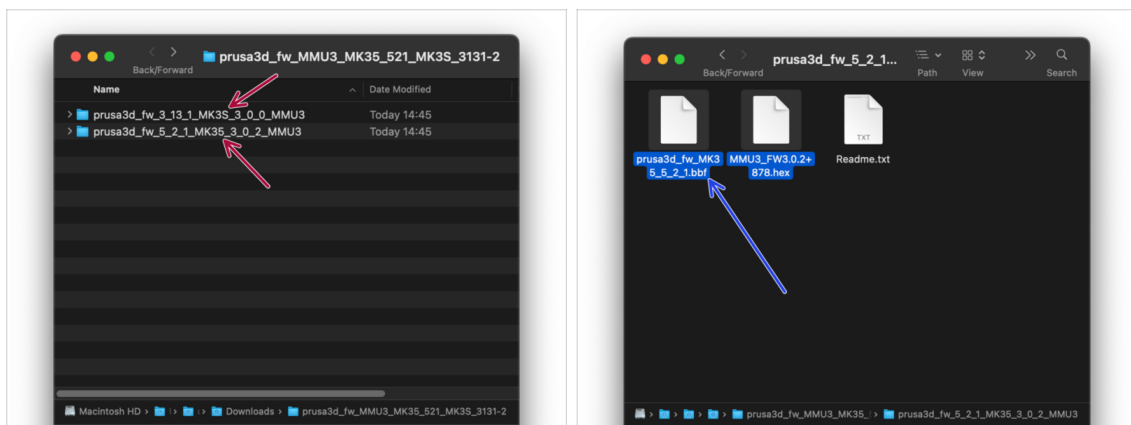 prusa3d_fw_MMU3_MK35_521_MK3S_3131-2
Back/Forward
Name
Date Modified
prusa3d_fw_3_13_1_MK3S_3_0_0_MMU3
Today 14:45
prusa3d_fw_5_2_1_MK35_3_0_2_MMU3
Today 14:45
Macintosh HD › Downloads › prusa3d_fw_MMU3_MK35_521_MK3S_3131-2
prusa3d_fw_5_2_1...
Back/Forward
Path
View
Search
prusa3d_fw_MK3
5_5_2_1.bbf
MMU3_FW3.0.2+
878.hex
TXT
Readme.txt
prusa3d_fw_MMU3_MK35_ › prusa3d_fw_5_2_1_MK35_3_0_2_MMU3